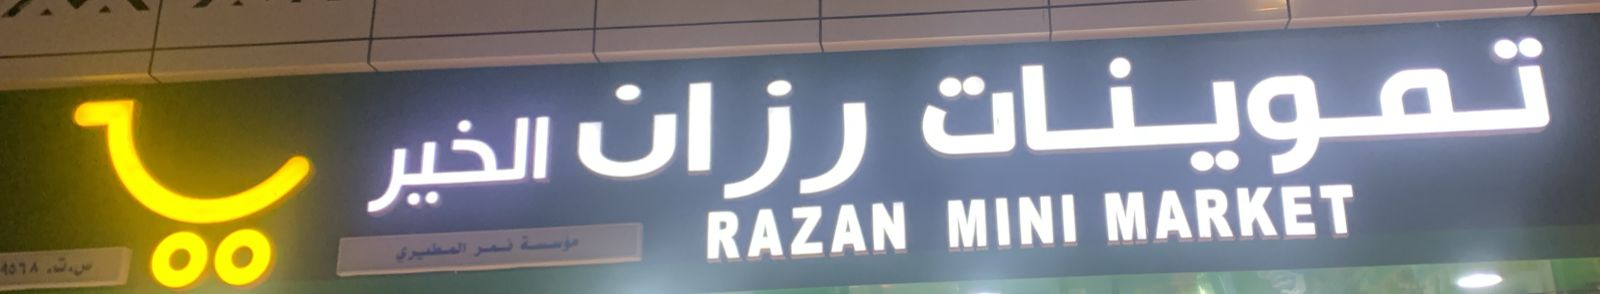 تموينات رزان الخير
RAZAN MINI MARKET
مؤسسة نمر المطيري
س.ت.